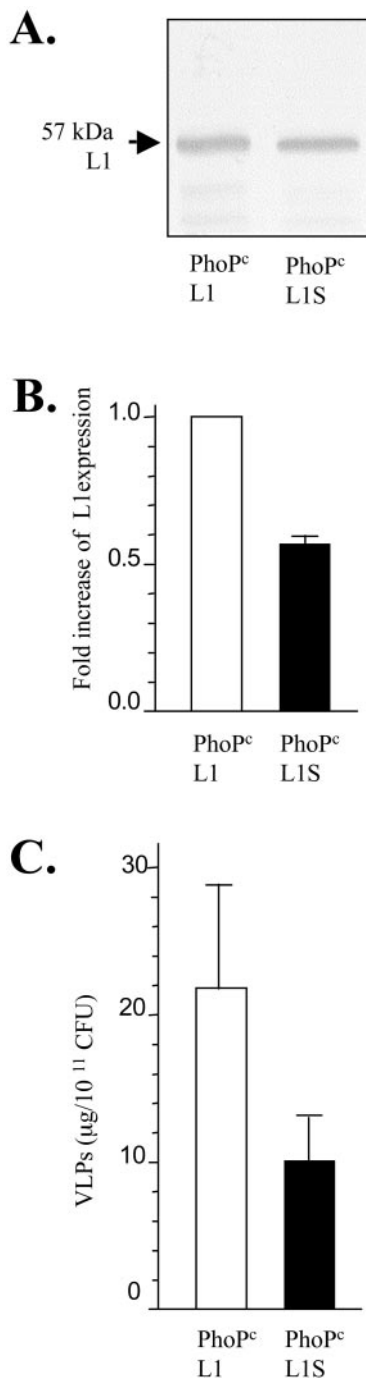 A.
57 kDa
L1
PhoPᶜ PhoPᶜ
L1 L1S
B.
Fold increase of L1expression
1.0
0.5
0.0
PhoPᶜ PhoPᶜ
L1 L1S
C.
VLPs (µg/10 ¹¹ CFU)
30
20
10
0
PhoPᶜ PhoPᶜ
L1 L1S